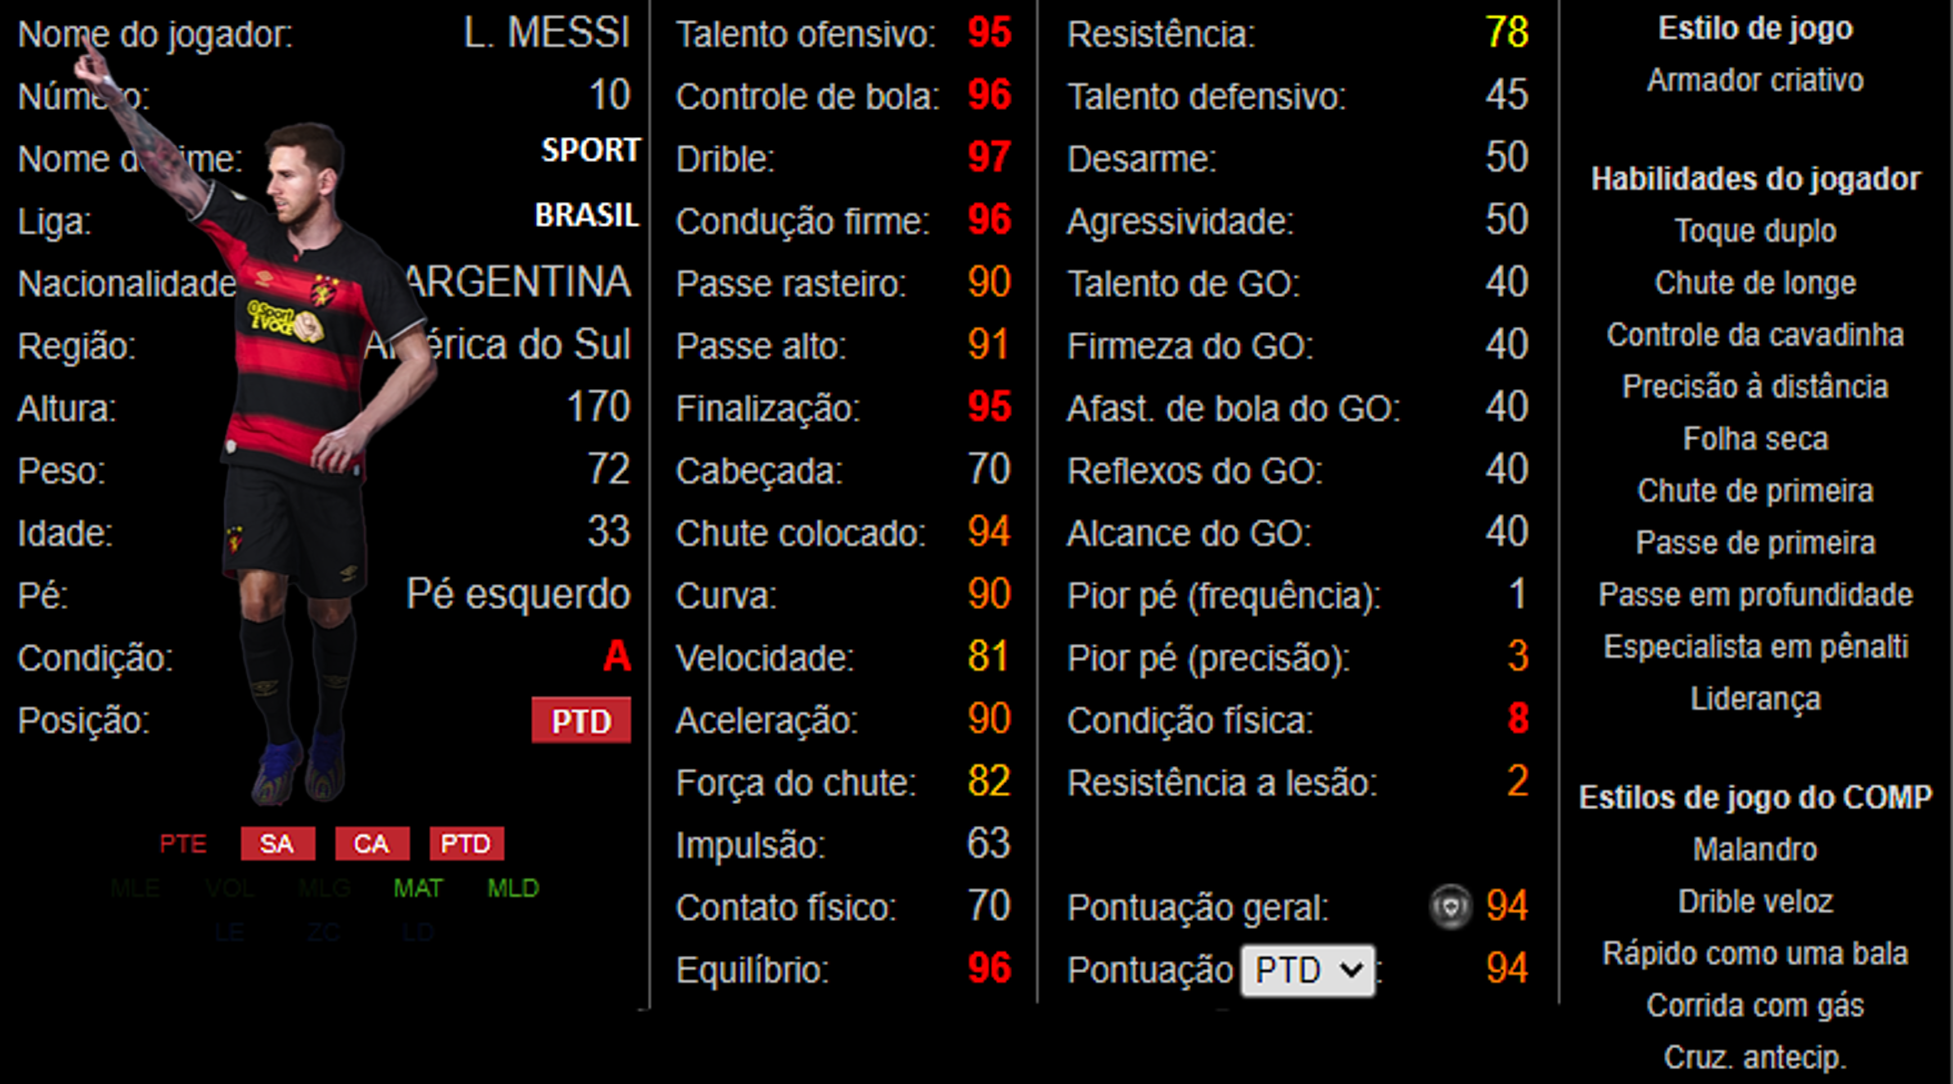 Nome do jogador: L. MESSI
Número: 10
Nome do time: SPORT
Liga: BRASIL
Nacionalidade ARGENTINA
Região: América do Sul
Altura: 170
Peso: 72
Idade: 33
Pé: Pé esquerdo
Condição: A
Posição: PTD
O Sport É VOCÊ
PTE SA CA PTD
MLE VOL MLG MAT MLD
LE ZC LD
Talento ofensivo: 95
Controle de bola: 96
Drible: 97
Condução firme: 96
Passe rasteiro: 90
Passe alto: 91
Finalização: 95
Cabeçada: 70
Chute colocado: 94
Curva: 90
Velocidade: 81
Aceleração: 90
Força do chute: 82
Impulsão: 63
Contato físico: 70
Equilíbrio: 96
Resistência: 78
Talento defensivo: 45
Desarme: 50
Agressividade: 50
Talento de GO: 40
Firmeza do GO: 40
Afast. de bola do GO: 40
Reflexos do GO: 40
Alcance do GO: 40
Pior pé (frequência): 1
Pior pé (precisão): 3
Condição física: 8
Resistência a lesão: 2
Pontuação geral: 94
Pontuação PTD : 94
Estilo de jogo
Armador criativo
Habilidades do jogador
Toque duplo
Chute de longe
Controle da cavadinha
Precisão à distância
Folha seca
Chute de primeira
Passe de primeira
Passe em profundidade
Especialista em pênalti
Liderança
Estilos de jogo do COMP
Malandro
Drible veloz
Rápido como uma bala
Corrida com gás
Cruz. antecip.